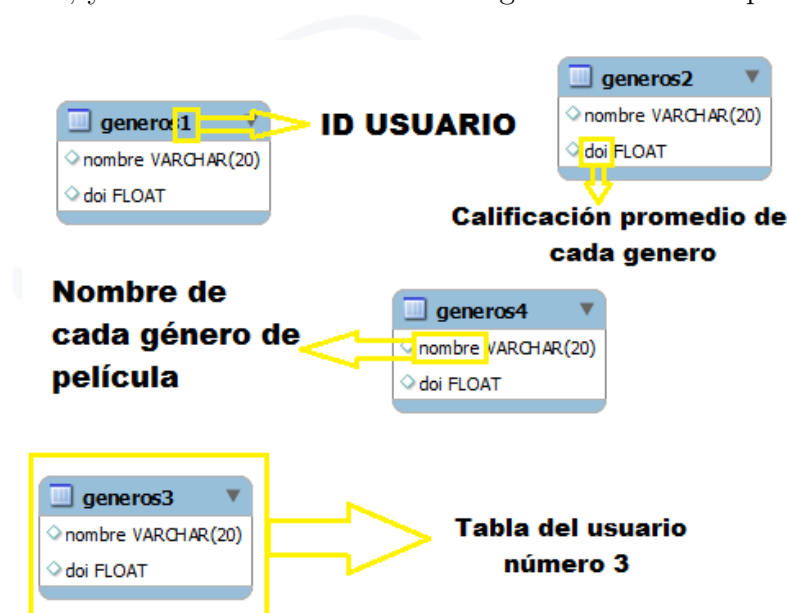 generos1
nombre VARCHAR(20)
doi FLOAT
ID USUARIO
generos2
nombre VARCHAR(20)
doi FLOAT
Calificación promedio de
cada genero
Nombre de
cada género de
película
generos4
nombre VARCHAR(20)
doi FLOAT
generos3
nombre VARCHAR(20)
doi FLOAT
Tabla del usuario
número 3